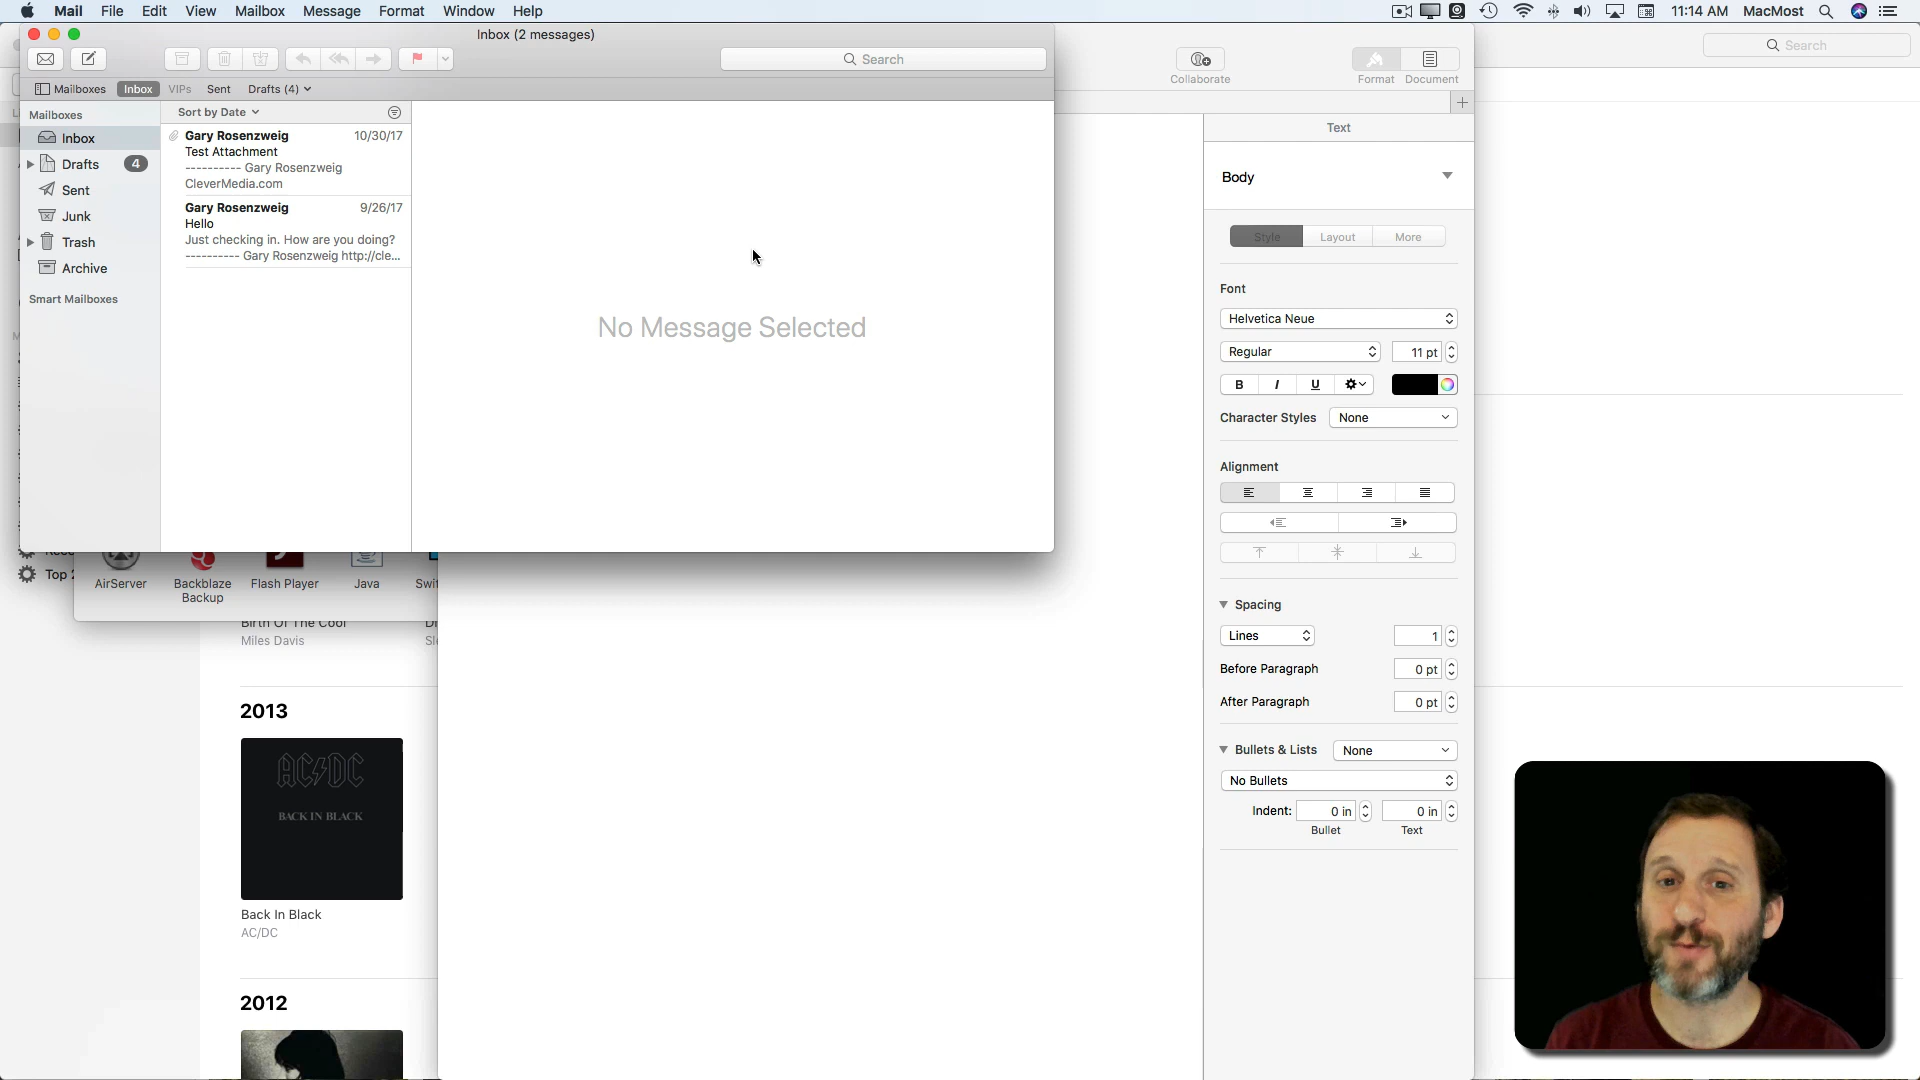 Mail File Edit View Mailbox Message Format Window Help
11:14 AM MacMost
Inbox (2 messages)
Search
Mailboxes Inbox VIPs Sent Drafts (4)
Mailboxes
Inbox
Drafts 4
Sent
Junk
Trash
Archive
Smart Mailboxes
Sort by Date
Gary Rosenzweig 10/30/17
Test Attachment
---------- Gary Rosenzweig
CleverMedia.com
Gary Rosenzweig 9/26/17
Hello
Just checking in. How are you doing?
---------- Gary Rosenzweig http://cle...
No Message Selected
Collaborate
Format Document
Search
Text
Body
Style Layout More
Font
Helvetica Neue
Regular 11 pt
B I U
Character Styles None
Alignment
Spacing
Lines 1
Before Paragraph 0 pt
After Paragraph 0 pt
Bullets & Lists None
No Bullets
Indent: 0 in 0 in
Bullet Text
Top
AirServer
Backblaze
Backup
Flash Player
Java
Birth Of The Cool
Miles Davis
2013
AC/DC
BACK IN BLACK
Back In Black
AC/DC
2012